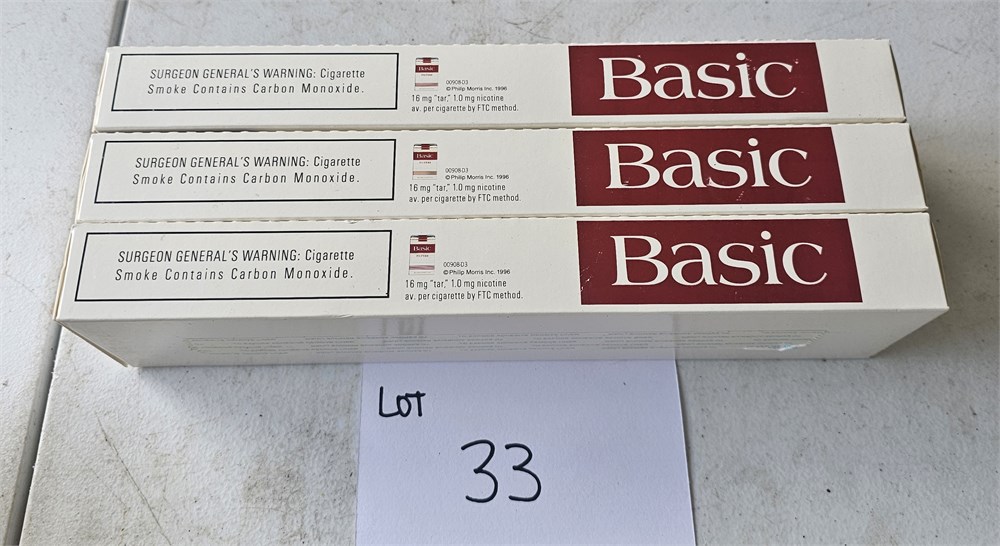 SURGEON GENERAL'S WARNING: Cigarette
Smoke Contains Carbon Monoxide.
Basic
0090803
©Philip Morris Inc. 1996
16 mg "tar," 1.0 mg nicotine
av. per cigarette by FTC method.
Basic
SURGEON GENERAL'S WARNING: Cigarette
Smoke Contains Carbon Monoxide.
Basic
0090803
©Philip Morris Inc. 1996
16 mg "tar," 1.0 mg nicotine
av. per cigarette by FTC method.
Basic
SURGEON GENERAL'S WARNING: Cigarette
Smoke Contains Carbon Monoxide.
Basic
0090803
©Philip Morris Inc. 1996
16 mg "tar," 1.0 mg nicotine
av. per cigarette by FTC method.
Basic
LOT
33